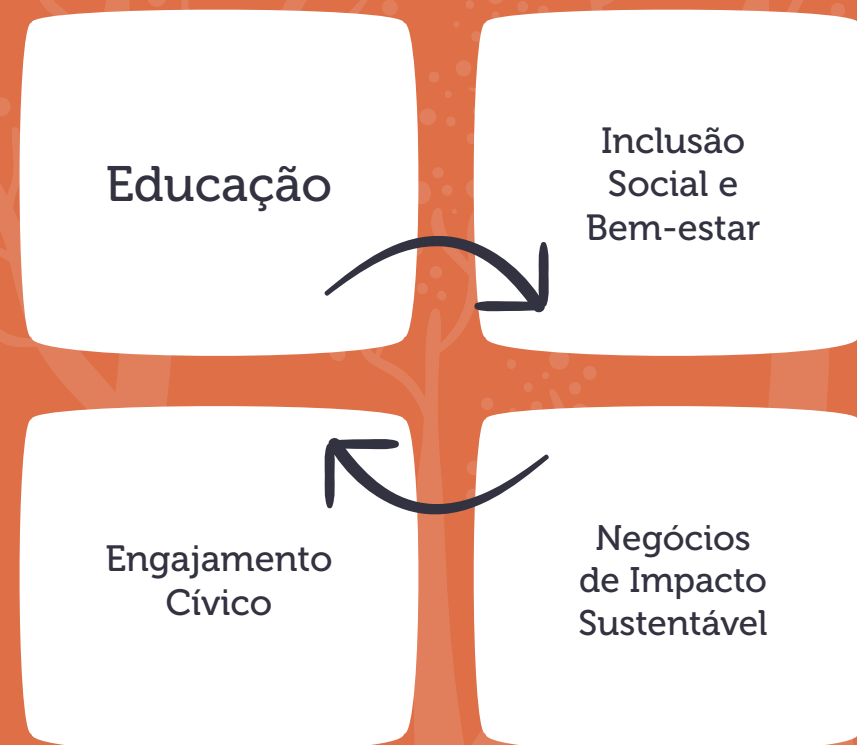 Educação
Inclusão
Social e
Bem-estar
Engajamento
Cívico
Negócios
de Impacto
Sustentável